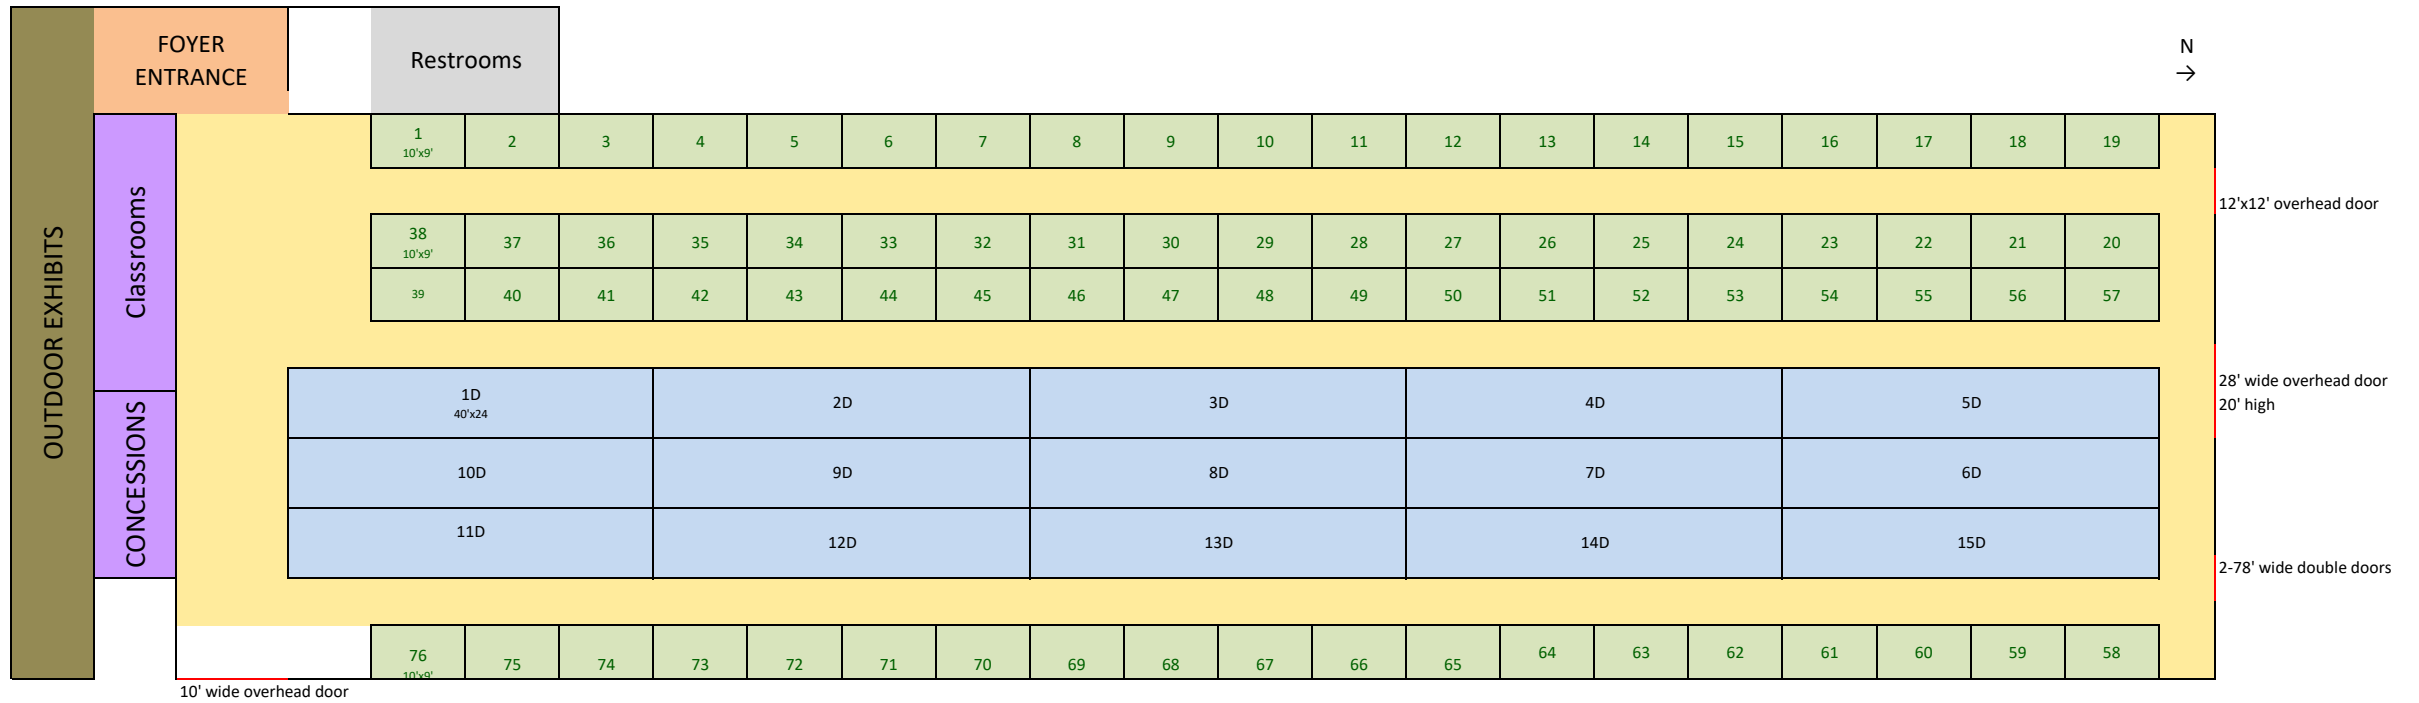 FOYER
ENTRANCE
Restrooms
N
→
1 2 3 4 5 6 7 8 9 10 11 12 13 14 15 16 17 18 19
10'x9'
12'x12' overhead door
38 37 36 35 34 33 32 31 30 29 28 27 26 25 24 23 22 21 20
10'x9'
39 40 41 42 43 44 45 46 47 48 49 50 51 52 53 54 55 56 57
OUTDOOR EXHIBITS
Classrooms
CONCESSIONS
1D 2D 3D 4D 5D
40'x24
28' wide overhead door
20' high
10D 9D 8D 7D 6D
11D 12D 13D 14D 15D
2-78' wide double doors
76 75 74 73 72 71 70 69 68 67 66 65 64 63 62 61 60 59 58
10'x9'
10' wide overhead door